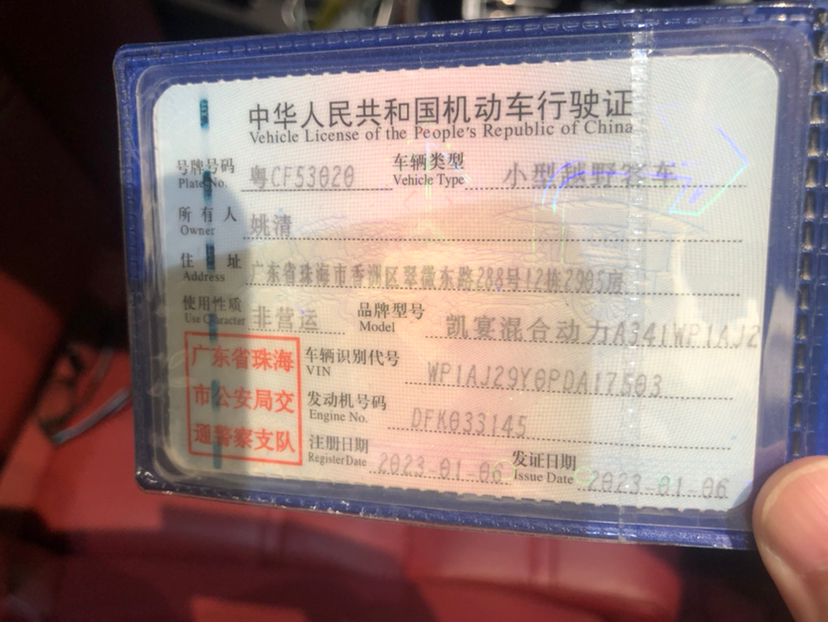 中华人民共和国机动车行驶证
Vehicle License of the People's Republic of China
号牌号码 粤CF53020 车辆类型 小型越野客车
Plate No. Vehicle Type
所有人 姚清
Owner
住址 广东省珠海市香洲区翠微东路288号12栋2905房
Address
使用性质 非营运 品牌型号 凯宴混合动力A341WP1AJ2
Use Character Model
广东省珠海
市公安局交
通警察支队
车辆识别代号 WP1AJ29Y0PDA17503
VIN
发动机号码 DFK033145
Engine No.
注册日期 2023-01-06 发证日期 2023-01-06
Register Date Issue Date